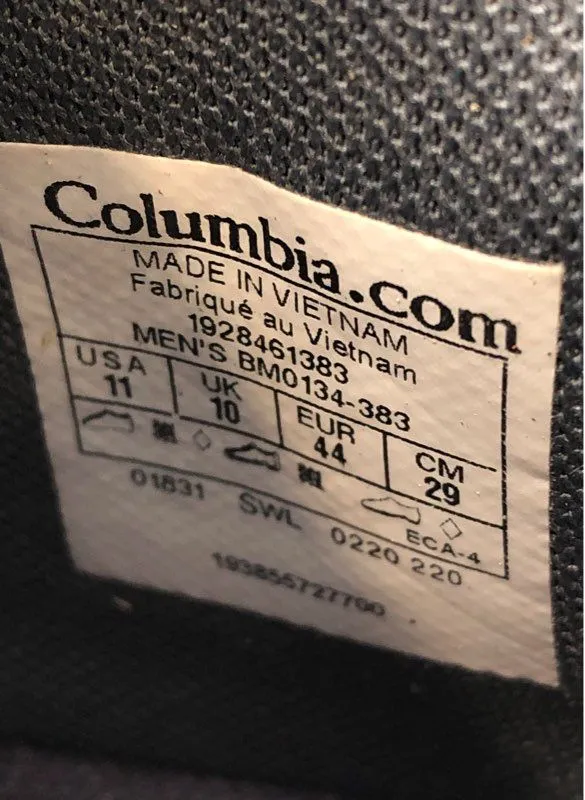 Columbia.com
MADE IN VIETNAM
Fabriqué au Vietnam
1928461383
MEN'S BM0134-383
USA UK EUR CM
11 10 44 29
ECA-4
01831 SWL 0220 220
193855727700